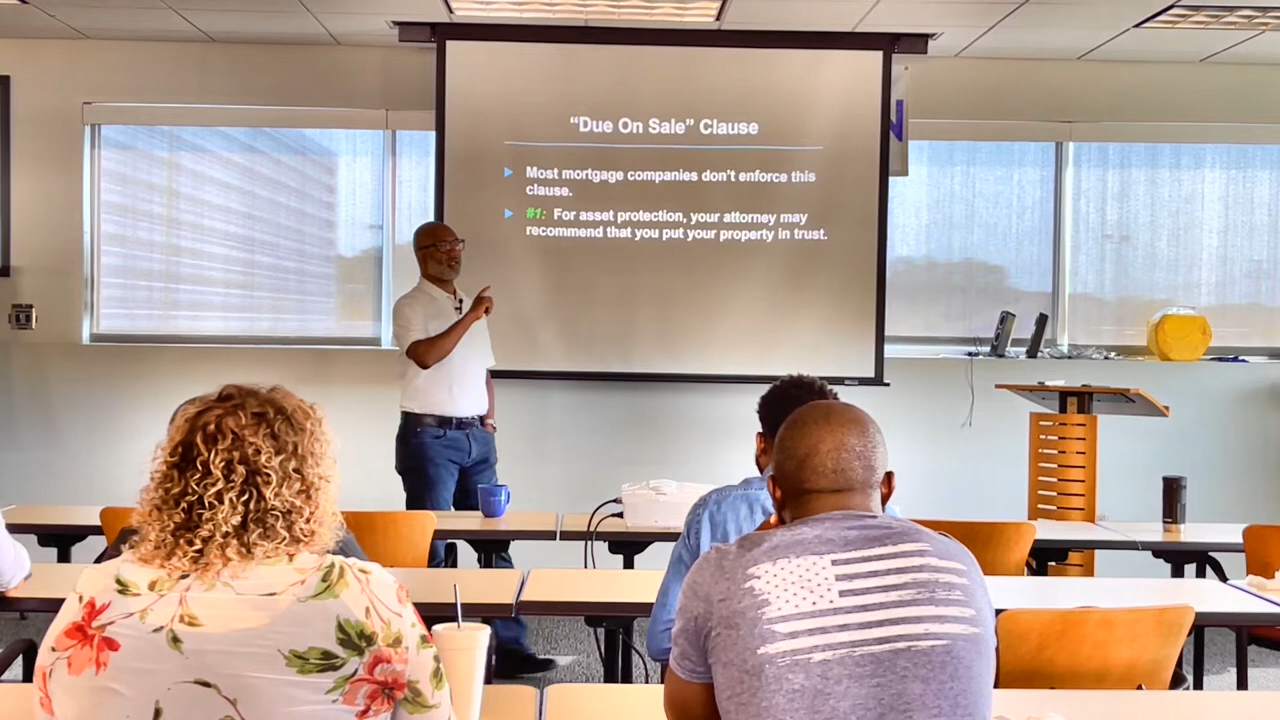 “Due On Sale” Clause
Most mortgage companies don’t enforce this
clause.
#1: For asset protection, your attorney may
recommend that you put your property in trust.